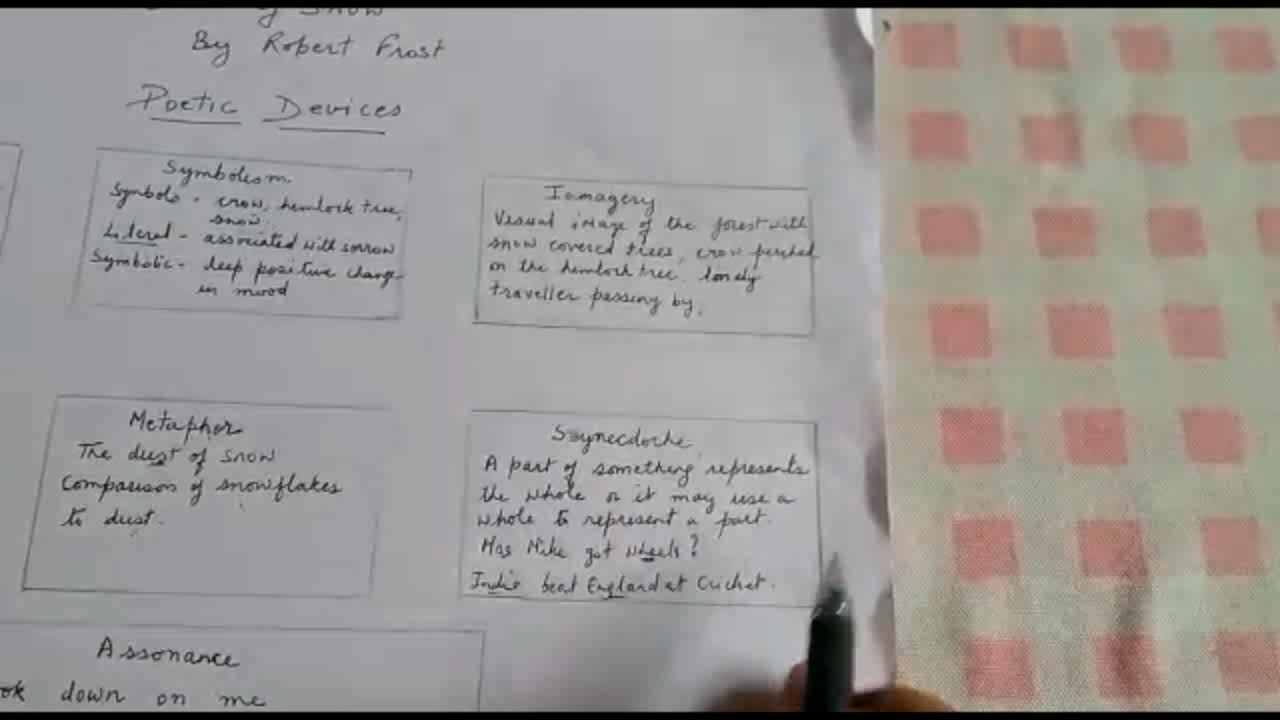 Snow
By Robert Frost
Poetic Devices
Symbolism
Symbols - crow, hemlock tree,
snow.
Literal - associated with sorrow
Symbolic - deep positive change
in mood
Iamagery
Visual image of the forest with
snow covered trees, crow perched
on the hemlock tree. lonely
traveller passing by.
Metaphor
The dust of snow
Comparison of snowflakes
to dust.
Synecdoche
A part of something represents
the whole or it may use a
whole to represent a part.
Has Mike got wheels?
India beat England at Cricket.
Assonance
down on me